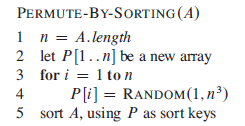 PERMUTE-BY-SORTING(A)
1 n = A.length
2 let P[1..n] be a new array
3 for i = 1 to n
4 P[i] = RANDOM(1, n³)
5 sort A, using P as sort keys